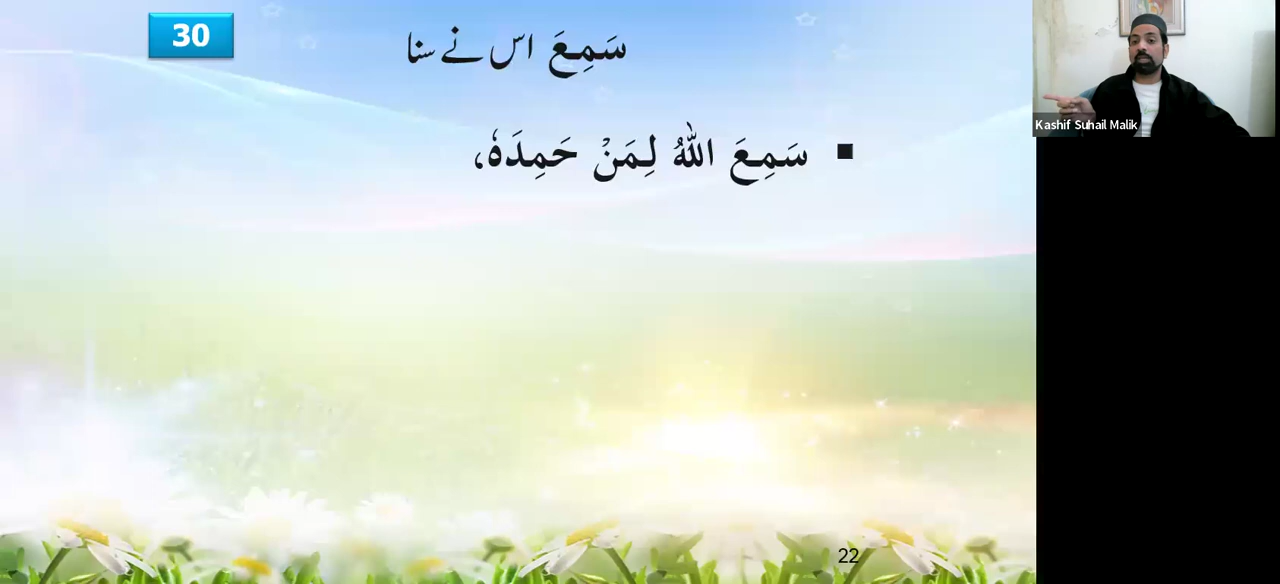 30
سَمِعَ اس نے سنا
▪ سَمِعَ اللّٰهُ لِمَنْ حَمِدَهٗ،
22
Kashif Suhail Malik